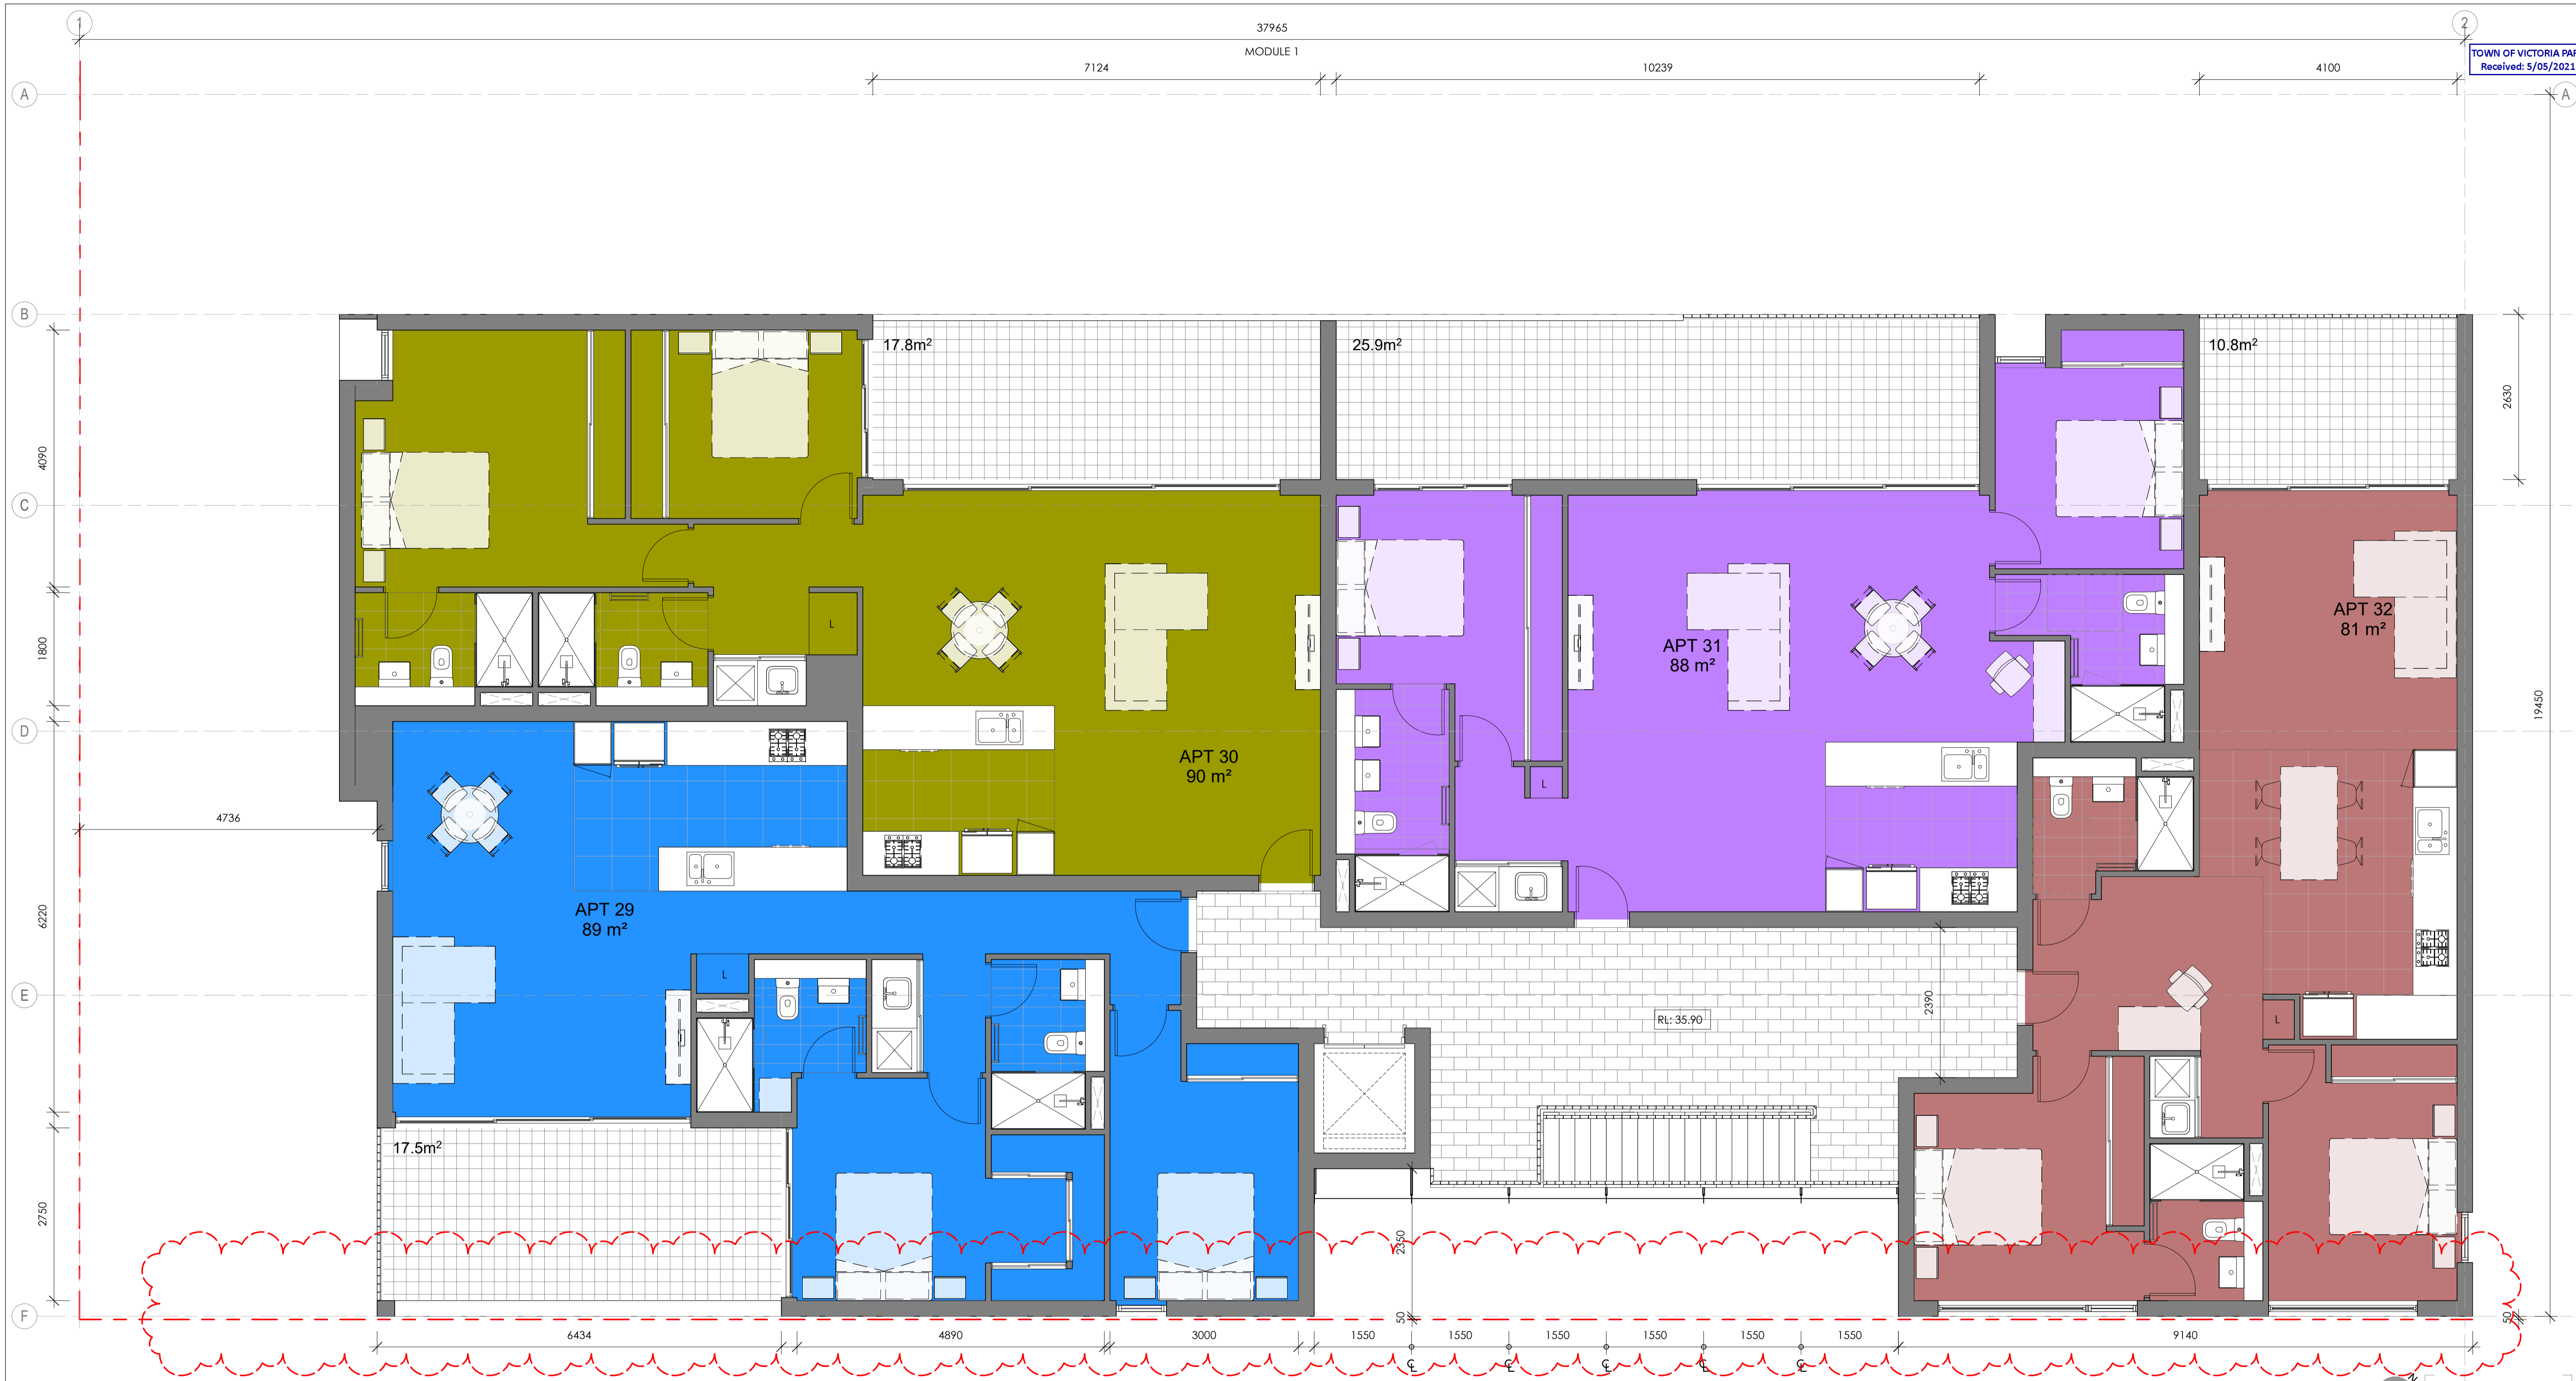 1
37965
2
MODULE 1
TOWN OF VICTORIA PAR
Received: 5/05/2021
7124
10239
4100
A
A
B
17.8m²
25.9m²
10.8m²
2630
4090
C
APT 32
81 m²
L
1800
APT 31
88 m²
19450
D
APT 30
90 m²
L
4736
APT 29
89 m²
6220
L
E
2390
RL: 35.90
L
17.5m²
2750
2350
F
50
50
6434
4890
3000
1550
1550
1550
1550
1550
1550
9140
℄
℄
℄
℄
℄
N